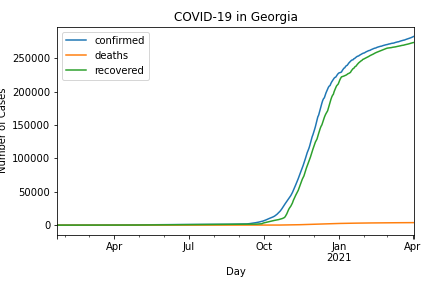 COVID-19 in Georgia
confirmed
deaths
recovered
250000
200000
150000
100000
50000
0
Number of Cases
Apr
Jul
Oct
Jan
2021
Apr
Day